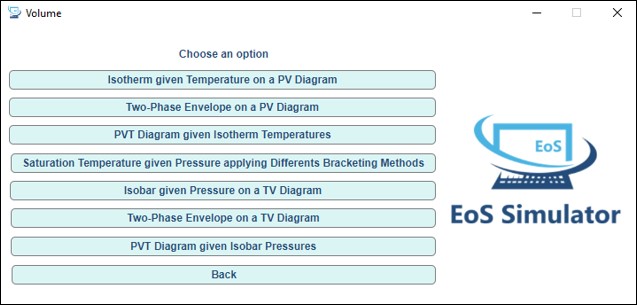 Volume
Choose an option
Isotherm given Temperature on a PV Diagram
Two-Phase Envelope on a PV Diagram
PVT Diagram given Isotherm Temperatures
Saturation Temperature given Pressure applying Differents Bracketing Methods
Isobar given Pressure on a TV Diagram
Two-Phase Envelope on a TV Diagram
PVT Diagram given Isobar Pressures
Back
EoS
EoS Simulator